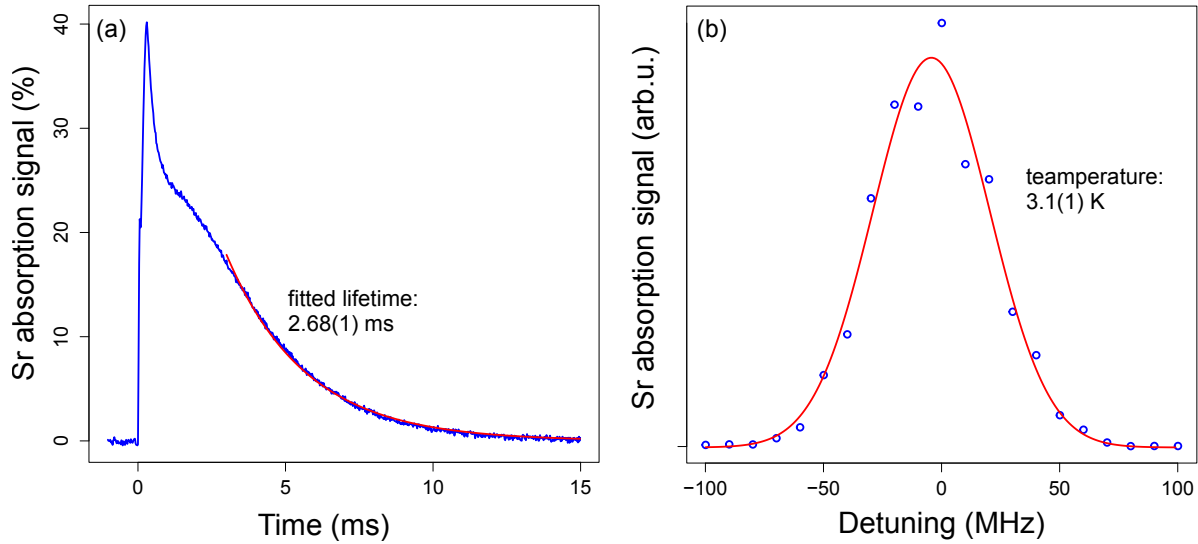 (a)
Sr absorption signal (%)
40
30
20
10
0
fitted lifetime:
2.68(1) ms
0
5
10
15
Time (ms)
(b)
Sr absorption signal (arb.u.)
teamperature:
3.1(1) K
−100
−50
0
50
100
Detuning (MHz)